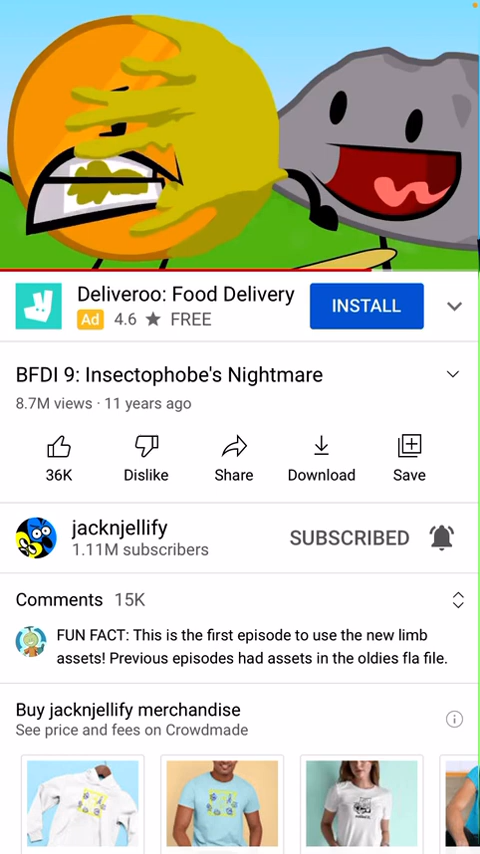 Deliveroo: Food Delivery
Ad 4.6 ★ FREE
INSTALL
BFDI 9: Insectophobe's Nightmare
8.7M views · 11 years ago
36K
Dislike
Share
Download
Save
jacknjellify
1.11M subscribers
SUBSCRIBED
Comments 15K
FUN FACT: This is the first episode to use the new limb
assets! Previous episodes had assets in the oldies fla file.
Buy jacknjellify merchandise
See price and fees on Crowdmade